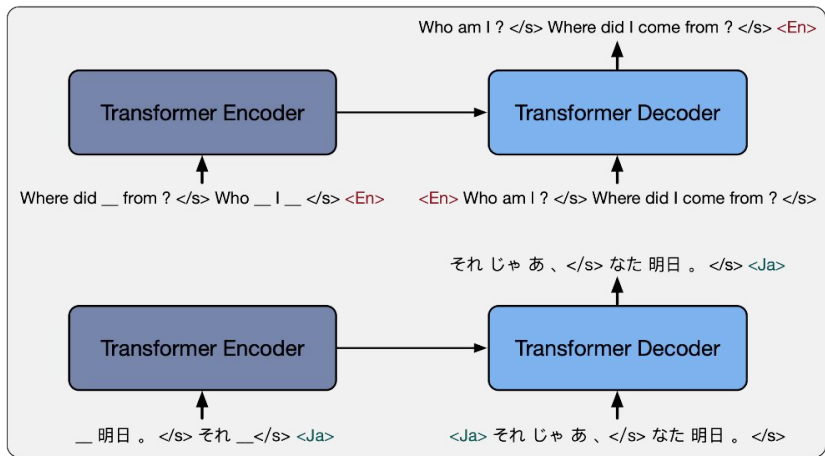 Who am I ? </s> Where did I come from ? </s> <En>
Transformer Encoder
Transformer Decoder
Where did __ from ? </s> Who __ I __ </s> <En>
<En> Who am I ? </s> Where did I come from ? </s>
それ じゃ あ 、</s> なた 明日 。 </s> <Ja>
Transformer Encoder
Transformer Decoder
__ 明日 。 </s> それ __</s> <Ja>
<Ja> それ じゃ あ 、</s> なた 明日 。 </s>